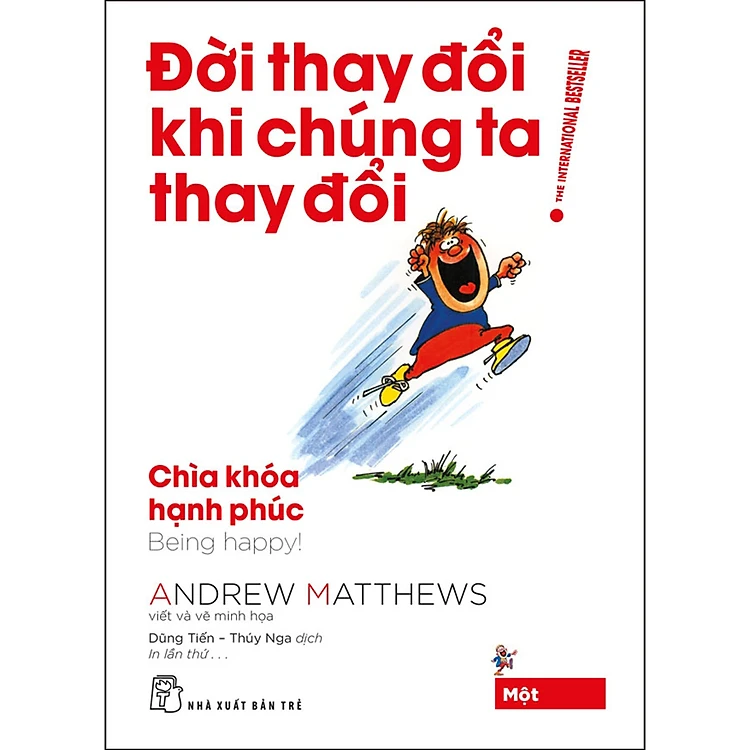 Đời thay đổi
khi chúng ta
thay đổi
THE INTERNATIONAL BESTSELLER
Chìa khóa
hạnh phúc
Being happy!
ANDREW MATTHEWS
viết và vẽ minh họa
Dũng Tiến – Thúy Nga dịch
In lần thứ . . .
T
NHÀ XUẤT BẢN TRẺ
Một